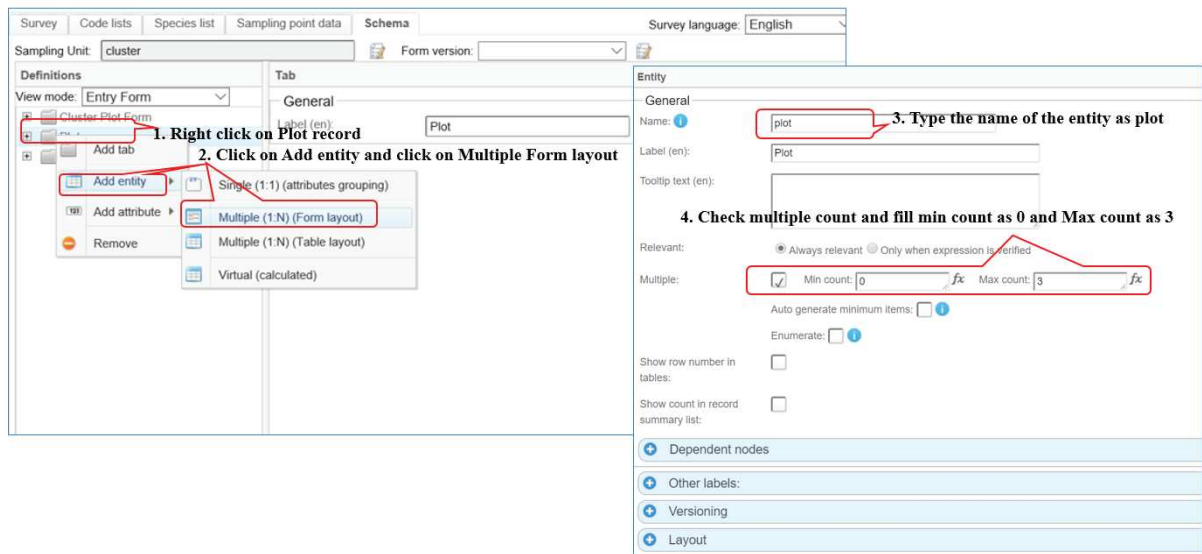 Survey Code lists Species list Sampling point data Schema Survey language: English
Sampling Unit: cluster Form version:
Definitions Tab
View mode: Entry Form General
Cluster Plot Form Label (en): Plot
1. Right click on Plot record
Add tab
2. Click on Add entity and click on Multiple Form layout
Add entity Single (1:1) (attributes grouping)
Multiple (1:N) (Form layout)
Add attribute
Multiple (1:N) (Table layout)
Remove
Virtual (calculated)
Entity
General
Name: plot 3. Type the name of the entity as plot
Label (en): Plot
Tooltip text (en):
4. Check multiple count and fill min count as 0 and Max count as 3
Relevant: Always relevant Only when expression is verified
Multiple: Min count: 0 fx Max count: 3 fx
Auto generate minimum items:
Enumerate:
Show row number in
tables:
Show count in record
summary list:
Dependent nodes
Other labels:
Versioning
Layout